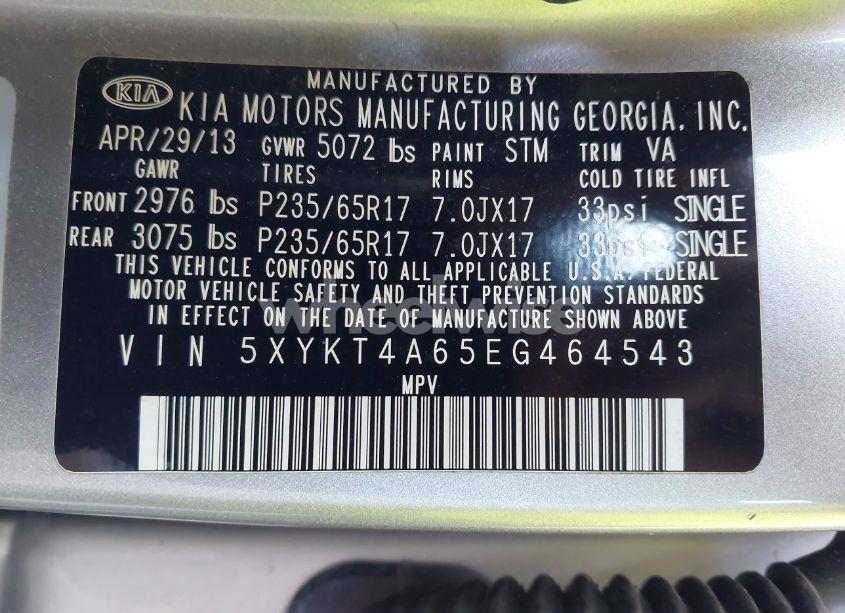 MANUFACTURED BY
KIA KIA MOTORS MANUFACTURING GEORGIA, INC.
APR/29/13 GVWR 5072 lbs PAINT STM TRIM VA
GAWR TIRES RIMS COLD TIRE INFL
FRONT 2976 lbs P235/65R17 7.0JX17 33psi SINGLE
REAR 3075 lbs P235/65R17 7.0JX17 33psi SINGLE
THIS VEHICLE CONFORMS TO ALL APPLICABLE U.S.A. FEDERAL
MOTOR VEHICLE SAFETY AND THEFT PREVENTION STANDARDS
IN EFFECT ON THE DATE OF MANUFACTURE SHOWN ABOVE
VIN 5XYKT4A65EG464543
MPV